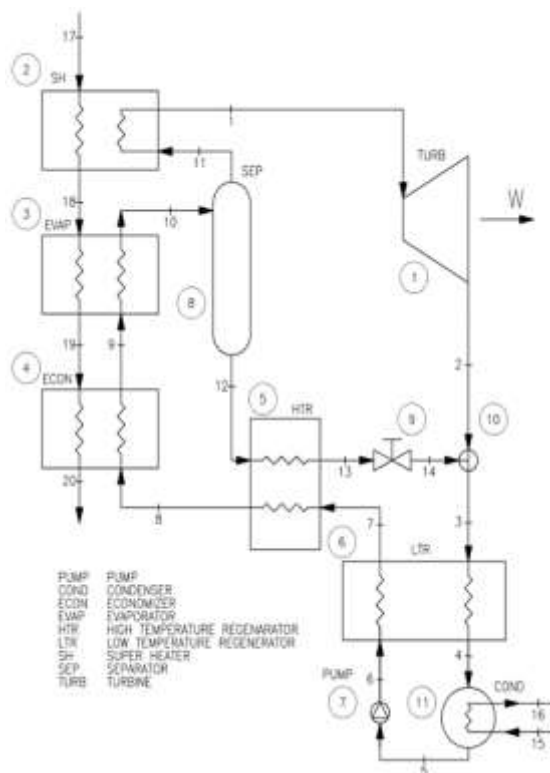 17
2
SH
1
11
SEP
TURB
W
18
3
EVAP
10
8
1
19
9
4
ECON
12
5
HTR
9
10
2
13
14
20
8
7
6
3
LTR
PUMP PUMP
COND CONDENSER
ECON ECONOMIZER
EVAP EVAPORATOR
HTR HIGH TEMPERATURE REGENARATOR
LTR LOW TEMPERATURE REGENERATOR
SH SUPER HEATER
SEP SEPARATOR
TURB TURBINE
6
4
PUMP
7
11
COND
16
15
5